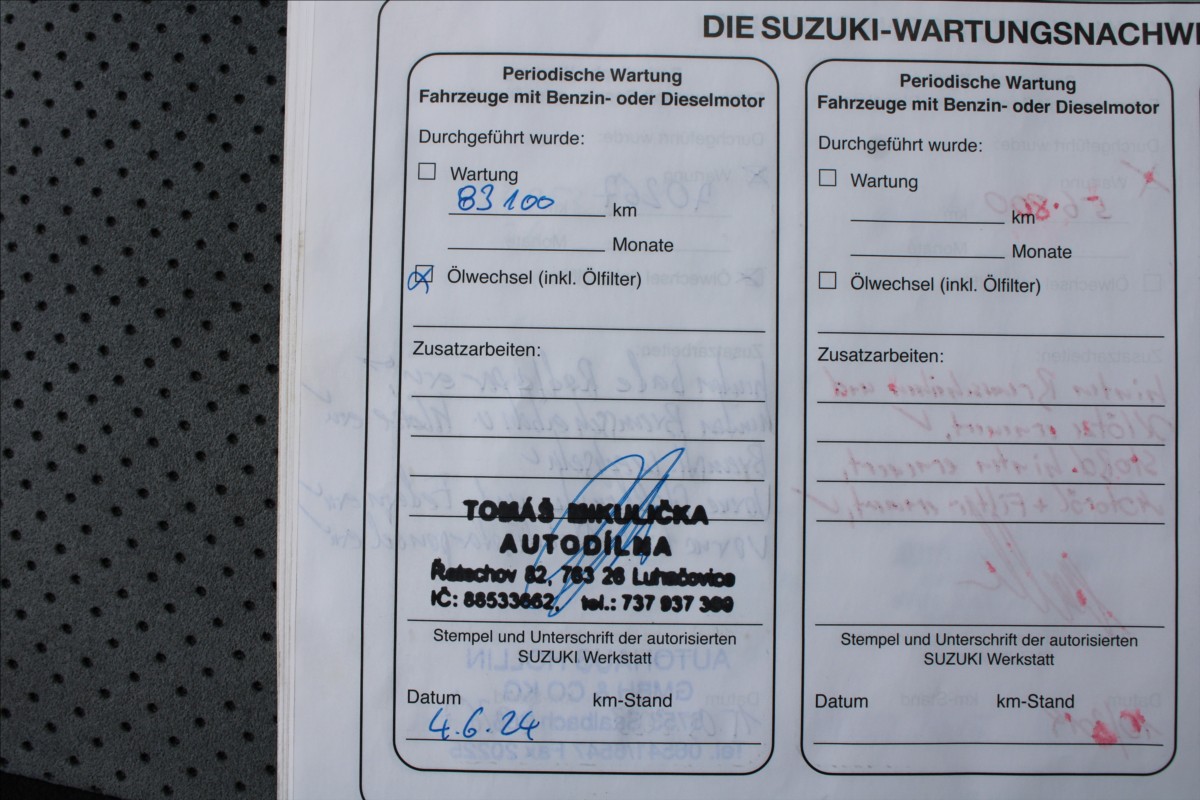 DIE SUZUKI-WARTUNGSNACHWE
Periodische Wartung
Fahrzeuge mit Benzin- oder Dieselmotor
Durchgeführt wurde:
Wartung
83 100 km
Monate
Ölwechsel (inkl. Ölfilter)
Zusatzarbeiten:
TOMÁŠ MIKULIČKA
AUTODÍLNA
Řetechov 82, 763 26 Luhačovice
IČ: tel.: 737 937
Stempel und Unterschrift der autorisierten
SUZUKI Werkstatt
Datum km-Stand
4.6.24
Periodische Wartung
Fahrzeuge mit Benzin- oder Dieselmotor
Durchgeführt wurde:
Wartung
km
Monate
Ölwechsel (inkl. Ölfilter)
Zusatzarbeiten:
Stempel und Unterschrift der autorisierten
SUZUKI Werkstatt
Datum km-Stand